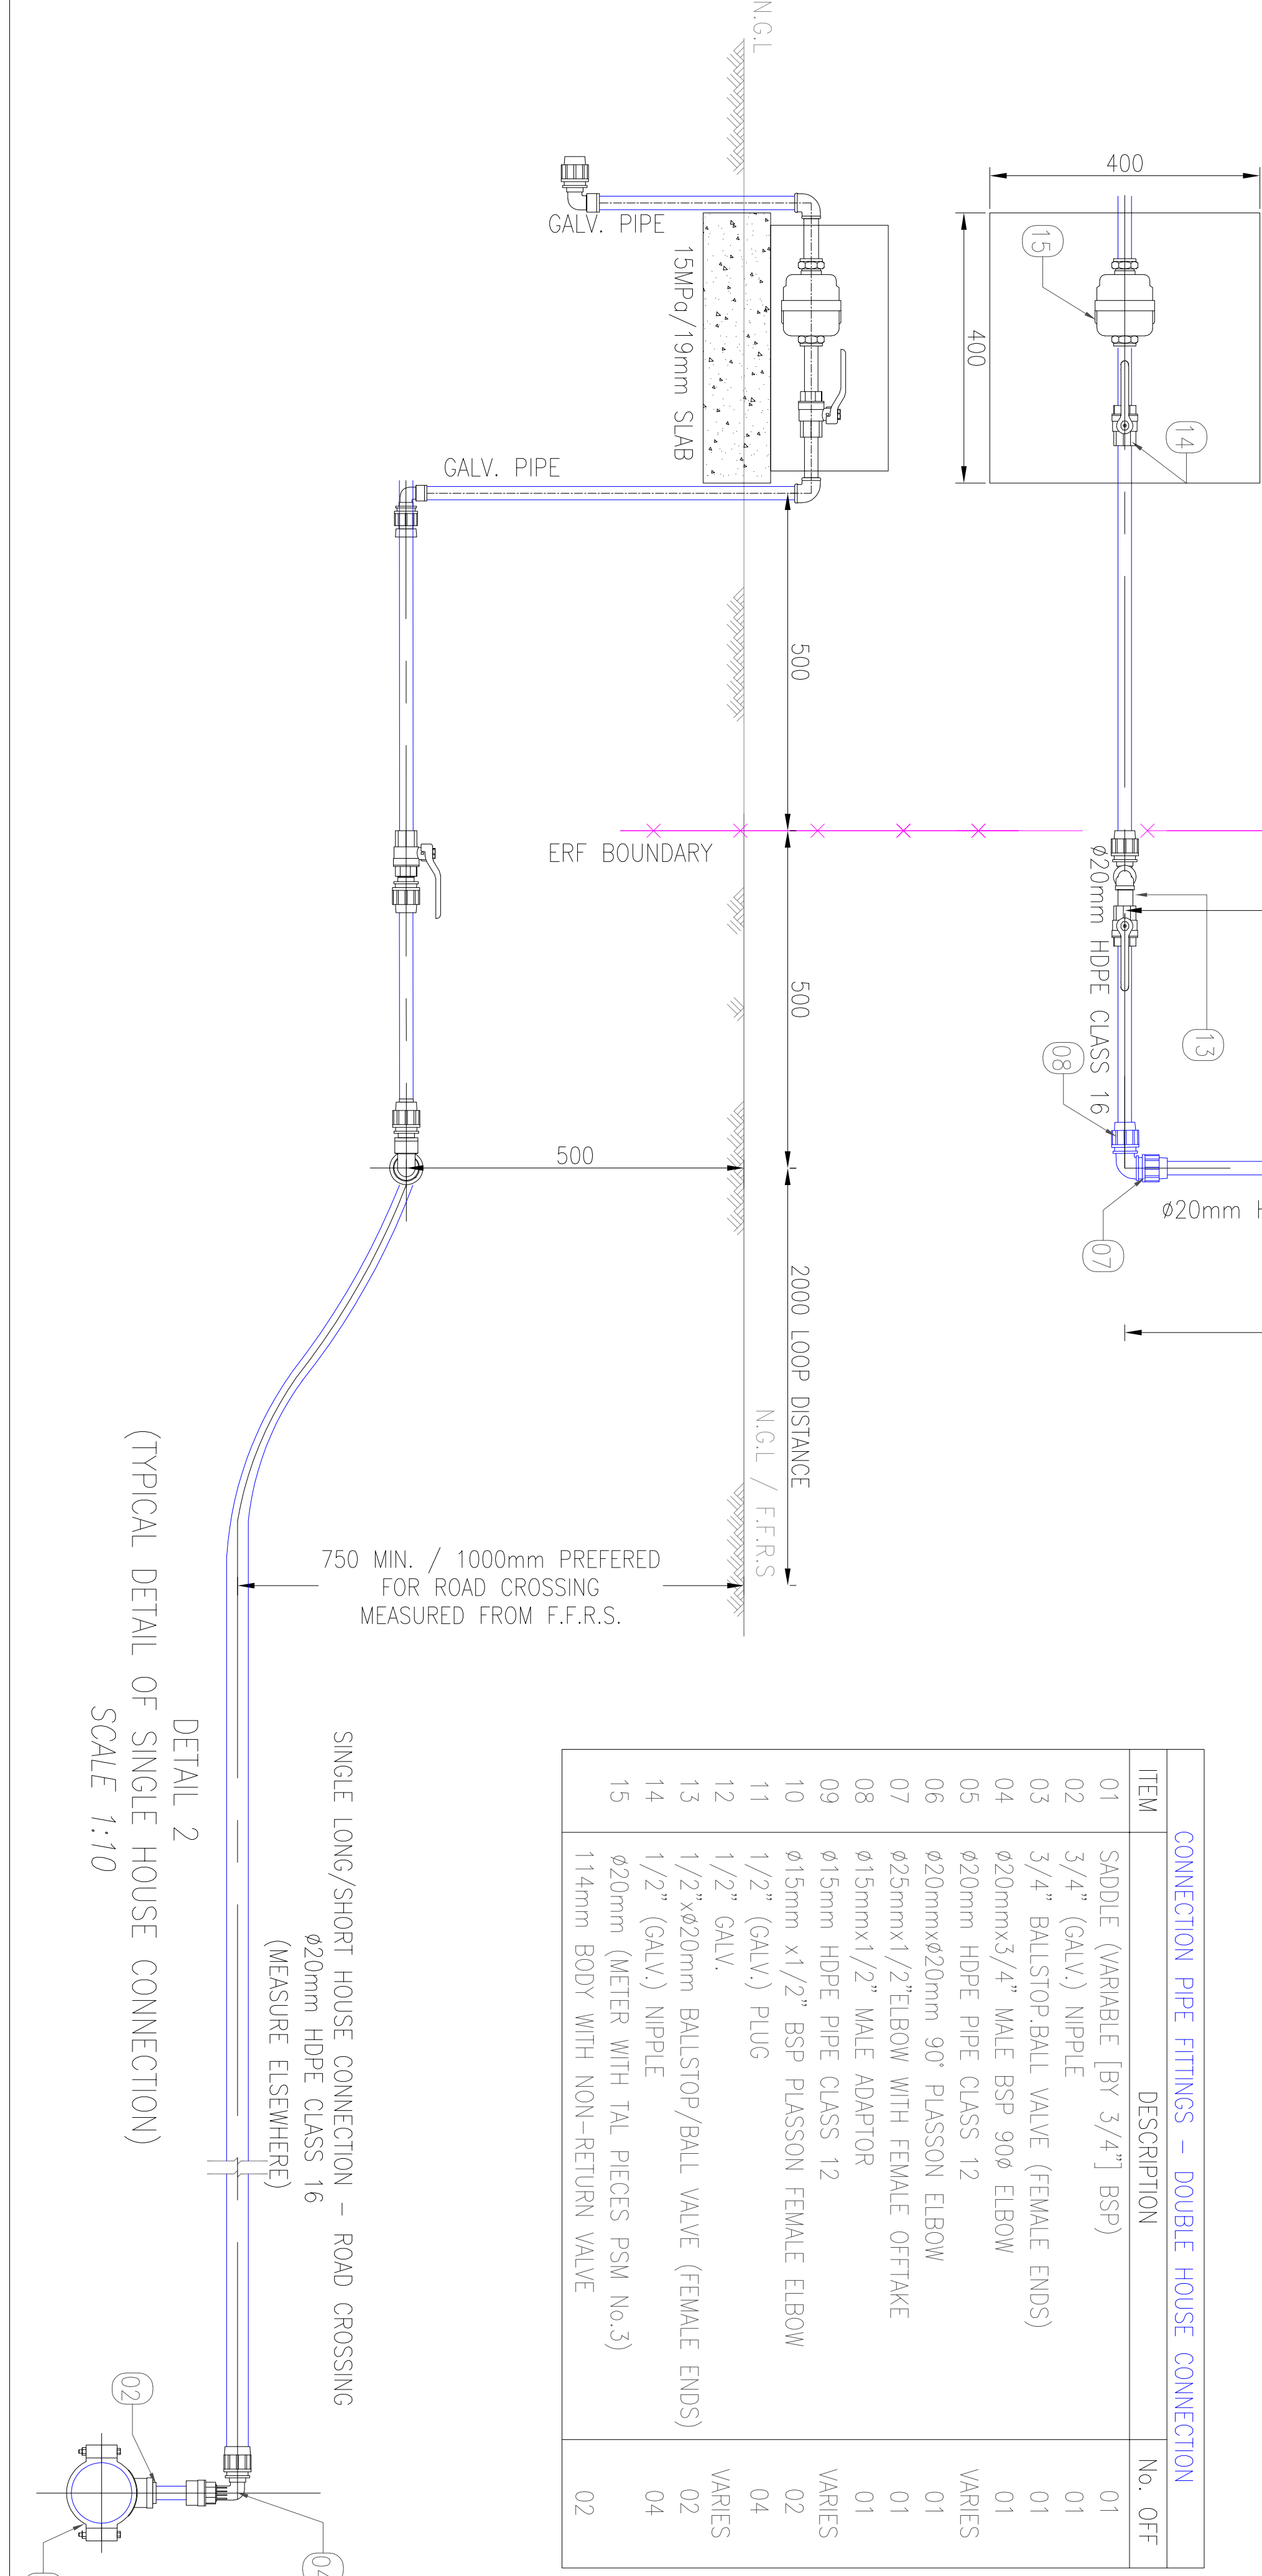 N.G.L
GALV. PIPE
15MPa/19mm SLAB
GALV. PIPE
400
400
15
14
500
ERF BOUNDARY
500
500
ø20mm HDPE CLASS 16
13
08
07
2000 LOOP DISTANCE
N.G.L / F.F.R.S
750 MIN. / 1000mm PREFERED
FOR ROAD CROSSING
MEASURED FROM F.F.R.S.
DETAIL 2
(TYPICAL DETAIL OF SINGLE HOUSE CONNECTION)
SCALE 1:10
SINGLE LONG/SHORT HOUSE CONNECTION - ROAD CROSSING
ø20mm HDPE CLASS 16
(MEASURE ELSEWHERE)
02
CONNECTION PIPE FITTINGS - DOUBLE HOUSE CONNECTION
ITEM DESCRIPTION No. OFF
01 SADDLE (VARIABLE [BY 3/4"] BSP) 01
02 3/4" (GALV.) NIPPLE 01
03 3/4" BALLSTOP.BALL VALVE (FEMALE ENDS) 01
04 ø20mmx3/4" MALE BSP 90ø ELBOW 01
05 ø20mm HDPE PIPE CLASS 12 VARIES
06 ø20mmxø20mm 90° PLASSON ELBOW 01
07 ø25mmx1/2"ELBOW WITH FEMALE OFFTAKE 01
08 ø15mmx1/2" MALE ADAPTOR 01
09 ø15mm HDPE PIPE CLASS 12 VARIES
10 ø15mm x1/2" BSP PLASSON FEMALE ELBOW 02
11 1/2" (GALV.) PLUG 04
12 1/2" GALV. VARIES
13 1/2"xø20mm BALLSTOP/BALL VALVE (FEMALE ENDS) 02
14 1/2" (GALV.) NIPPLE 04
15 ø20mm (METER WITH TAL PIECES PSM No.3)
114mm BODY WITH NON-RETURN VALVE 02